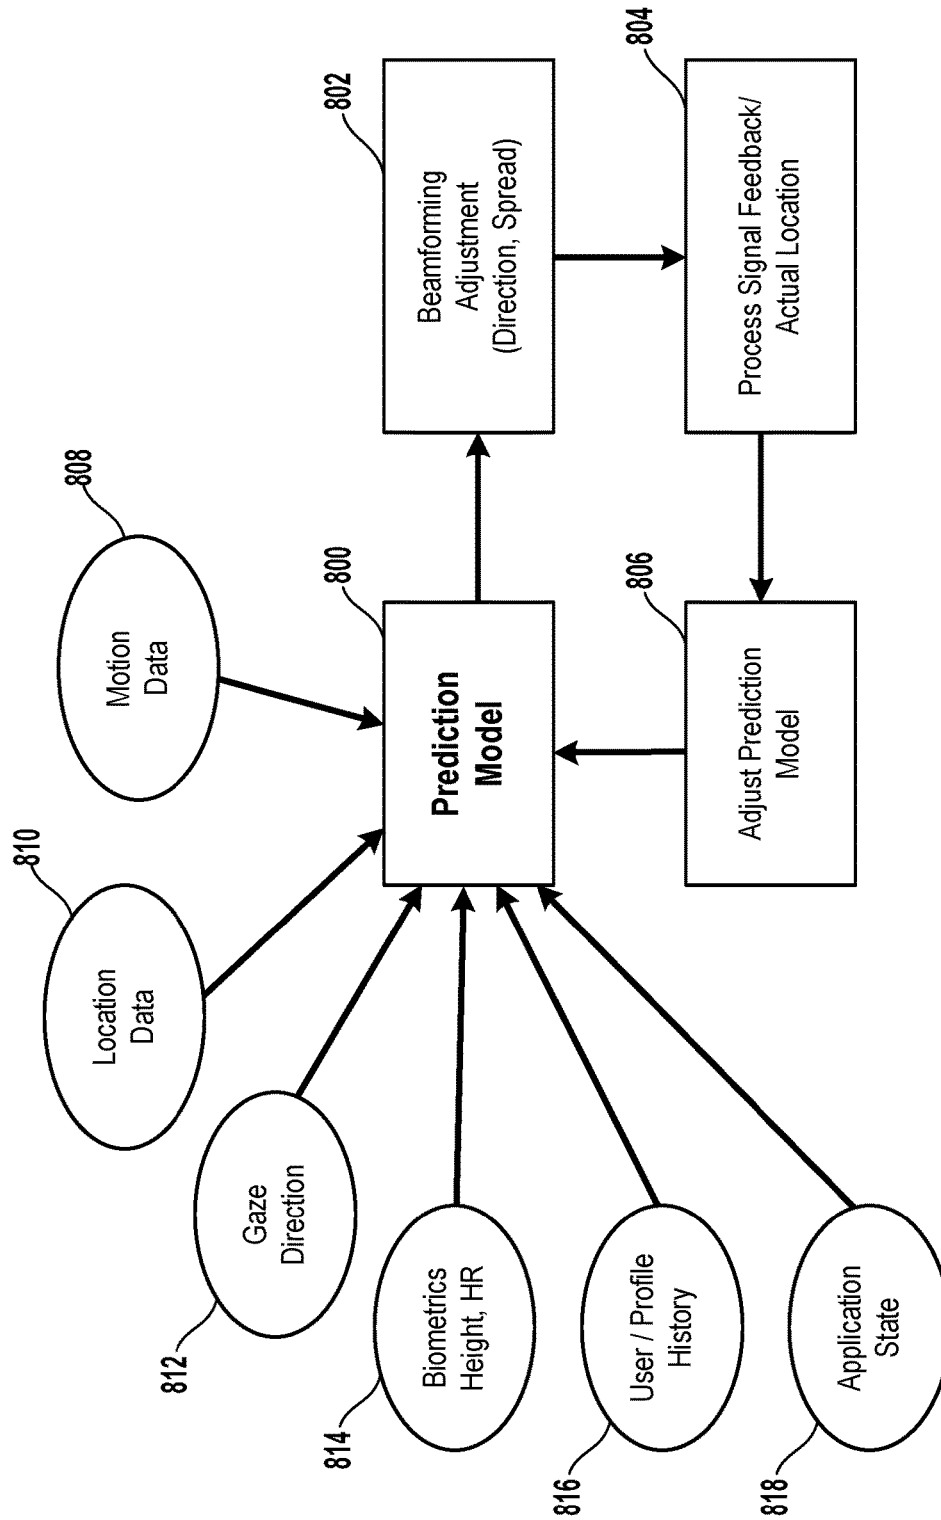 808
Motion
Data
810
Location
Data
812
Gaze
Direction
814
Biometrics
Height, HR
816
User / Profile
History
818
Application
State
800
Prediction
Model
802
Beamforming
Adjustment
(Direction, Spread)
804
Process Signal Feedback/
Actual Location
806
Adjust Prediction
Model